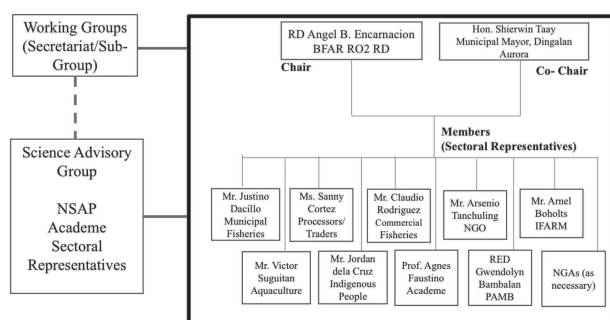 Working Groups
(Secretariat/Sub-
Group)
Science Advisory
Group
NSAP
Academe
Sectoral
Representatives
RD Angel B. Encarnacion
BFAR RO2 RD
Chair
Hon. Shierwin Taay
Municipal Mayor, Dingalan
Aurora
Co- Chair
Members
(Sectoral Representatives)
Mr. Justino
Dacillo
Municipal
Fisheries
Ms. Sanny
Cortez
Processors/
Traders
Mr. Claudio
Rodriguez
Commercial
Fisheries
Mr. Arsenio
Tanchuling
NGO
Mr. Arnel
Boholts
IFARM
Mr. Victor
Suguitan
Aquaculture
Mr. Jordan
dela Cruz
Indigenous
People
Prof. Agnes
Faustino
Academe
RED
Gwendolyn
Bambalan
PAMB
NGAs (as
necessary)